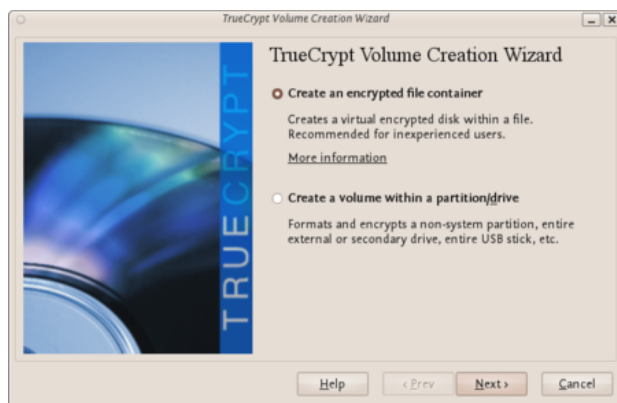 TrueCrypt Volume Creation Wizard
TRUECRYPT
TrueCrypt Volume Creation Wizard
Create an encrypted file container
Creates a virtual encrypted disk within a file.
Recommended for inexperienced users.
More information
Create a volume within a partition/drive
Formats and encrypts a non-system partition, entire
external or secondary drive, entire USB stick, etc.
Help
< Prev
Next >
Cancel